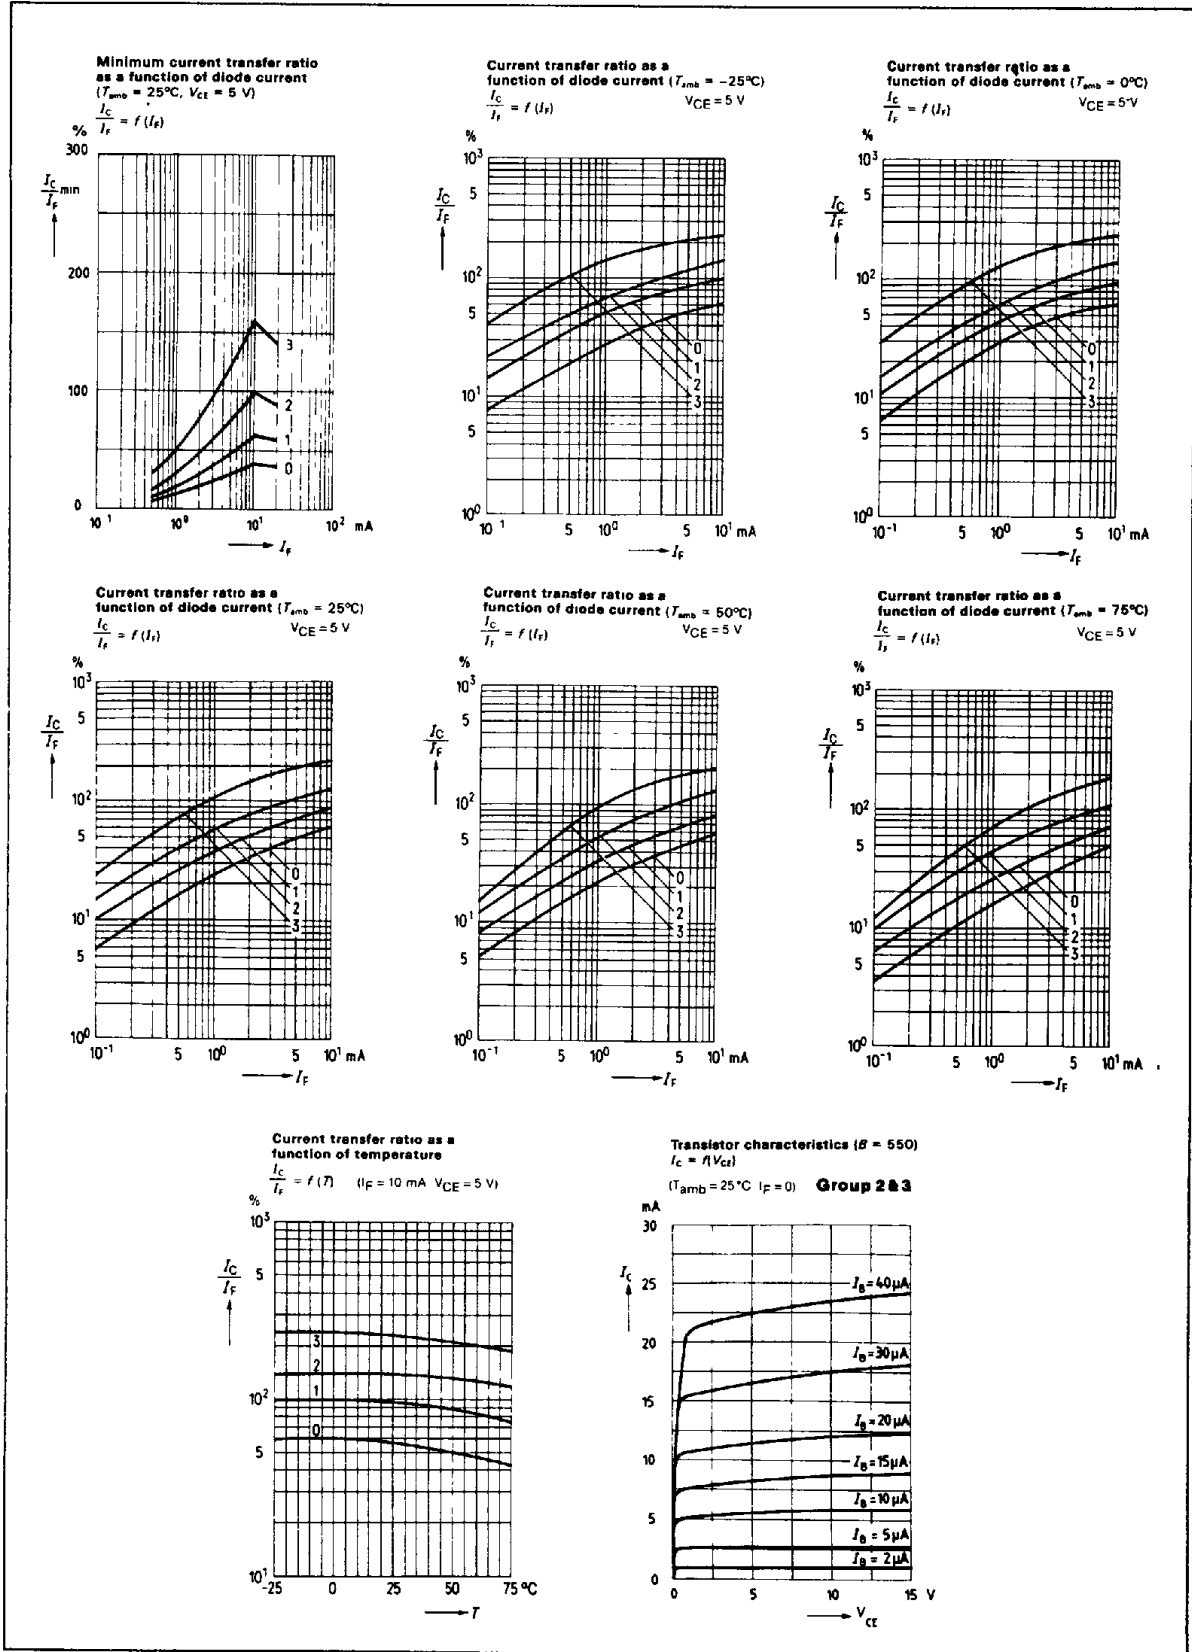 Minimum current transfer ratio
as a function of diode current
(Tamb = 25°C, VCE = 5 V)
IC/IF = f (IF)
%
300
IC/IF min
200
100
0
3
2
1
0
10⁻¹ 10⁰ 10¹ 10² mA
IF
Current transfer ratio as a
function of diode current (Tamb = −25°C)
IC/IF = f (IF) VCE = 5 V
%
10³
5
IC/IF
10²
5
10¹
5
10⁰
0
1
2
3
10⁻¹ 5 10⁰ 5 10¹ mA
IF
Current transfer ratio as a
function of diode current (Tamb = 0°C)
IC/IF = f (IF) VCE = 5 V
%
10³
5
IC/IF
10²
5
10¹
5
10⁰
0
1
2
3
10⁻¹ 5 10⁰ 5 10¹ mA
IF
Current transfer ratio as a
function of diode current (Tamb = 25°C)
IC/IF = f (IF) VCE = 5 V
%
10³
5
IC/IF
10²
5
10¹
5
10⁰
0
1
2
3
10⁻¹ 5 10⁰ 5 10¹ mA
IF
Current transfer ratio as a
function of diode current (Tamb = 50°C)
IC/IF = f (IF) VCE = 5 V
%
10³
5
IC/IF
10²
5
10¹
5
10⁰
0
1
2
3
10⁻¹ 5 10⁰ 5 10¹ mA
IF
Current transfer ratio as a
function of diode current (Tamb = 75°C)
IC/IF = f (IF) VCE = 5 V
%
10³
5
IC/IF
10²
5
10¹
5
10⁰
0
1
2
3
10⁻¹ 5 10⁰ 5 10¹ mA
IF
Current transfer ratio as a
function of temperature
IC/IF = f (T) (IF = 10 mA VCE = 5 V)
%
10³
IC/IF
5
3
2
10²
1
0
5
10¹
-25 0 25 50 75 °C
T
Transistor characteristics (B = 550)
IC = f(VCE)
(Tamb = 25°C IF = 0) Group 2 & 3
mA
30
IC
25
IB = 40 µA
20
IB = 30 µA
15
IB = 20 µA
10
IB = 15 µA
IB = 10 µA
5
IB = 5 µA
IB = 2 µA
0
0 5 10 15 V
VCE